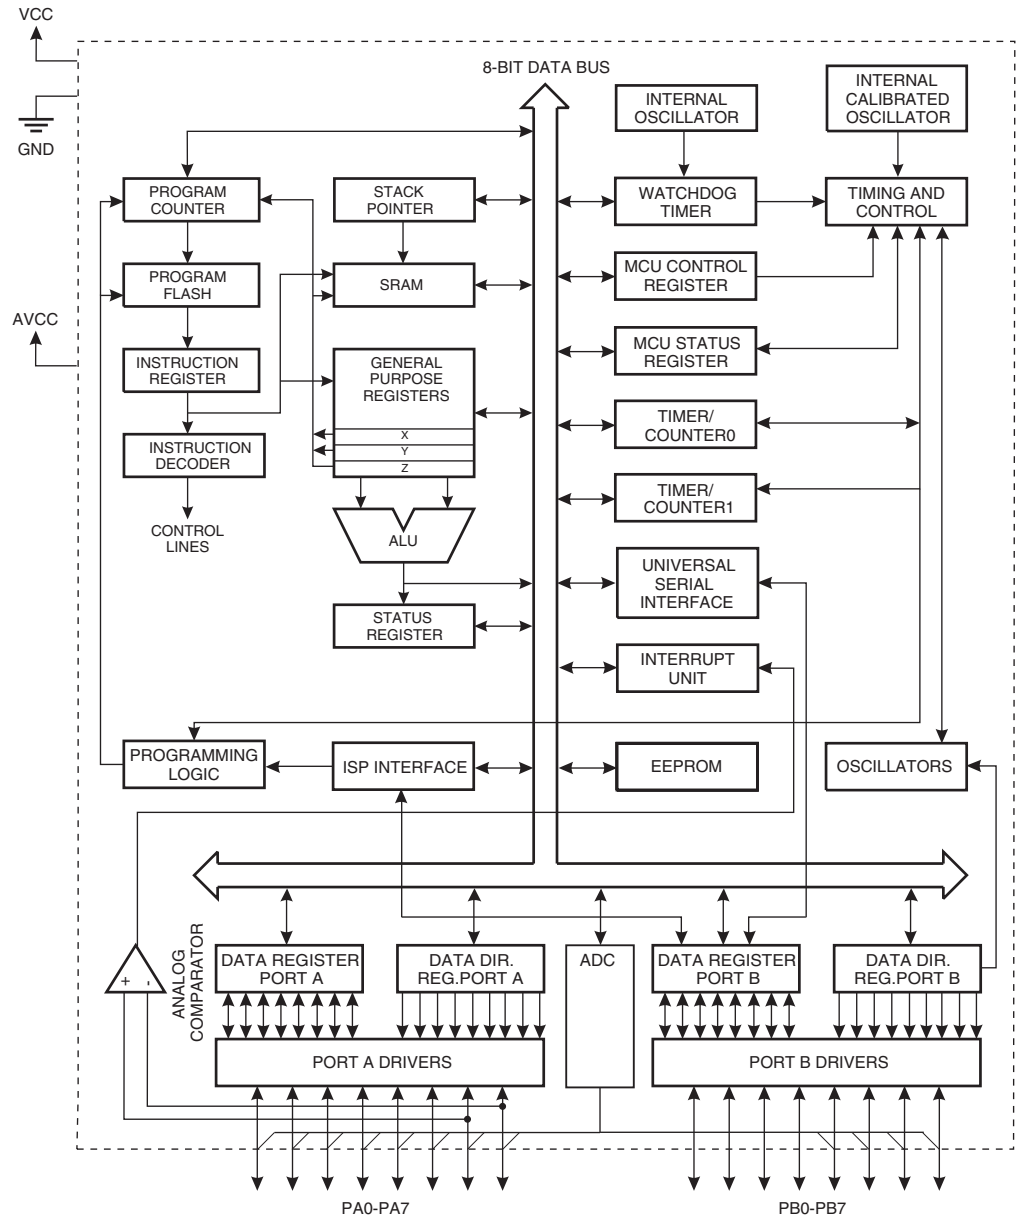 VCC
8-BIT DATA BUS
INTERNAL
OSCILLATOR
INTERNAL
CALIBRATED
OSCILLATOR
GND
PROGRAM
COUNTER
STACK
POINTER
WATCHDOG
TIMER
TIMING AND
CONTROL
PROGRAM
FLASH
SRAM
MCU CONTROL
REGISTER
AVCC
INSTRUCTION
REGISTER
GENERAL
PURPOSE
REGISTERS
X
Y
Z
MCU STATUS
REGISTER
INSTRUCTION
DECODER
TIMER/
COUNTER0
CONTROL
LINES
ALU
TIMER/
COUNTER1
STATUS
REGISTER
UNIVERSAL
SERIAL
INTERFACE
INTERRUPT
UNIT
PROGRAMMING
LOGIC
ISP INTERFACE
EEPROM
OSCILLATORS
+
-
ANALOG
COMPARATOR
DATA REGISTER
PORT A
DATA DIR.
REG.PORT A
ADC
DATA REGISTER
PORT B
DATA DIR.
REG.PORT B
PORT A DRIVERS
PORT B DRIVERS
PA0-PA7
PB0-PB7